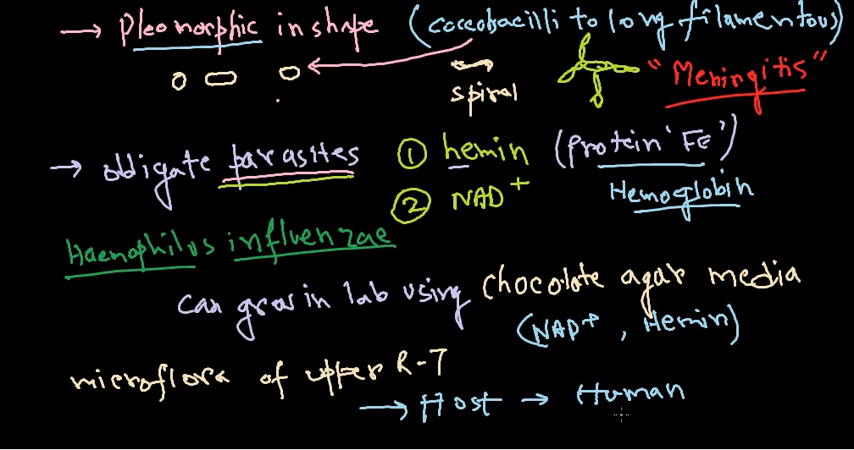 → Pleomorphic in shape (coccobacilli to long filamentous)
spiral "Meningitis"
→ obligate parasites ① hemin (protein 'Fe')
② NAD+ Hemoglobin
Haemophilus influenzae
can grow in lab using chocolate agar media
(NAD+, Hemin)
microflora of upper R-T
→ Host → Human